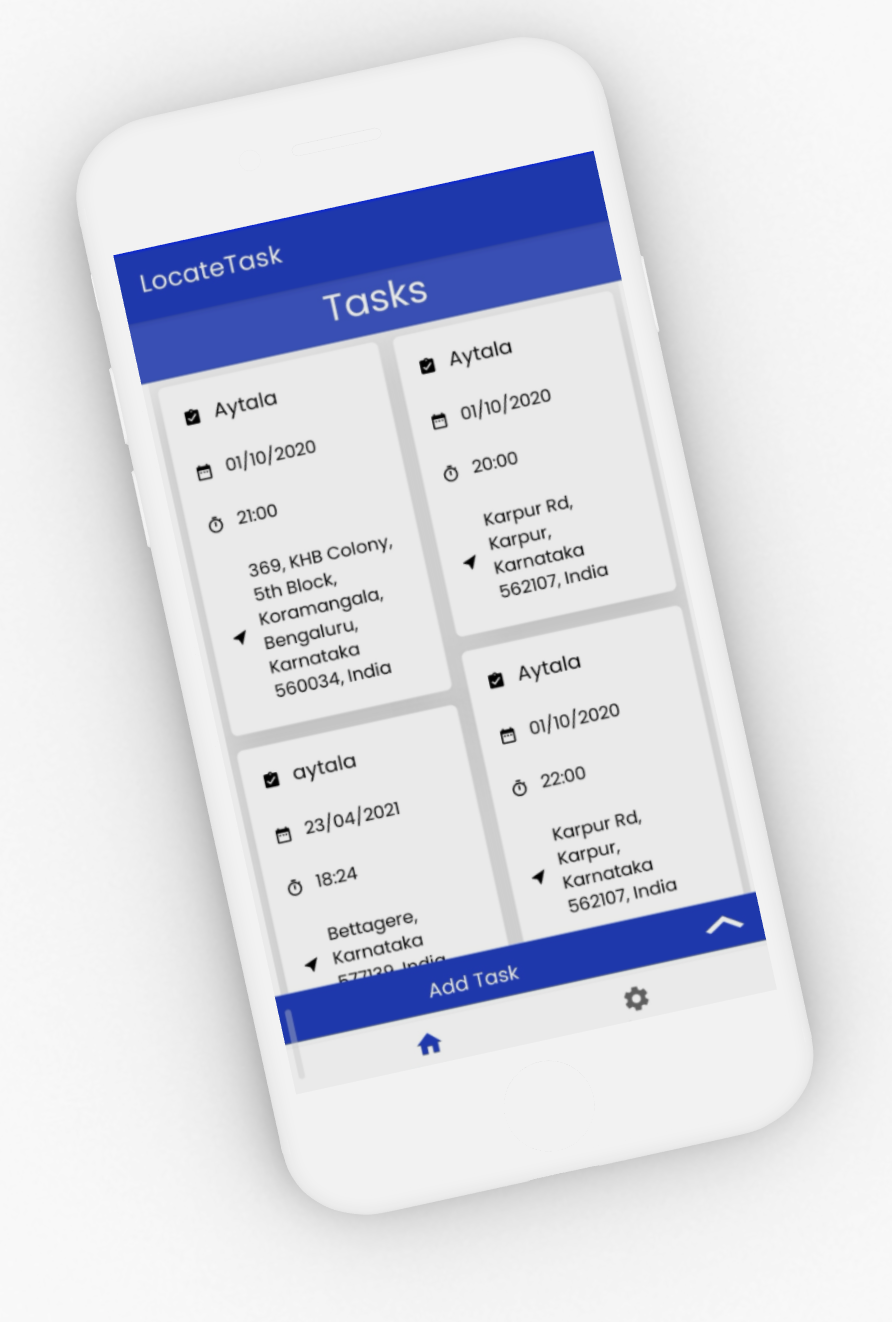 LocateTask
Tasks
Aytala
01/10/2020
21:00
369, KHB Colony,
5th Block,
Koramangala,
Bengaluru,
Karnataka
560034, India
Aytala
01/10/2020
20:00
Karpur Rd,
Karpur,
Karnataka
562107, India
aytala
23/04/2021
18:24
Bettagere,
Karnataka
577139, India
Aytala
01/10/2020
22:00
Karpur Rd,
Karpur,
Karnataka
562107, India
Add Task